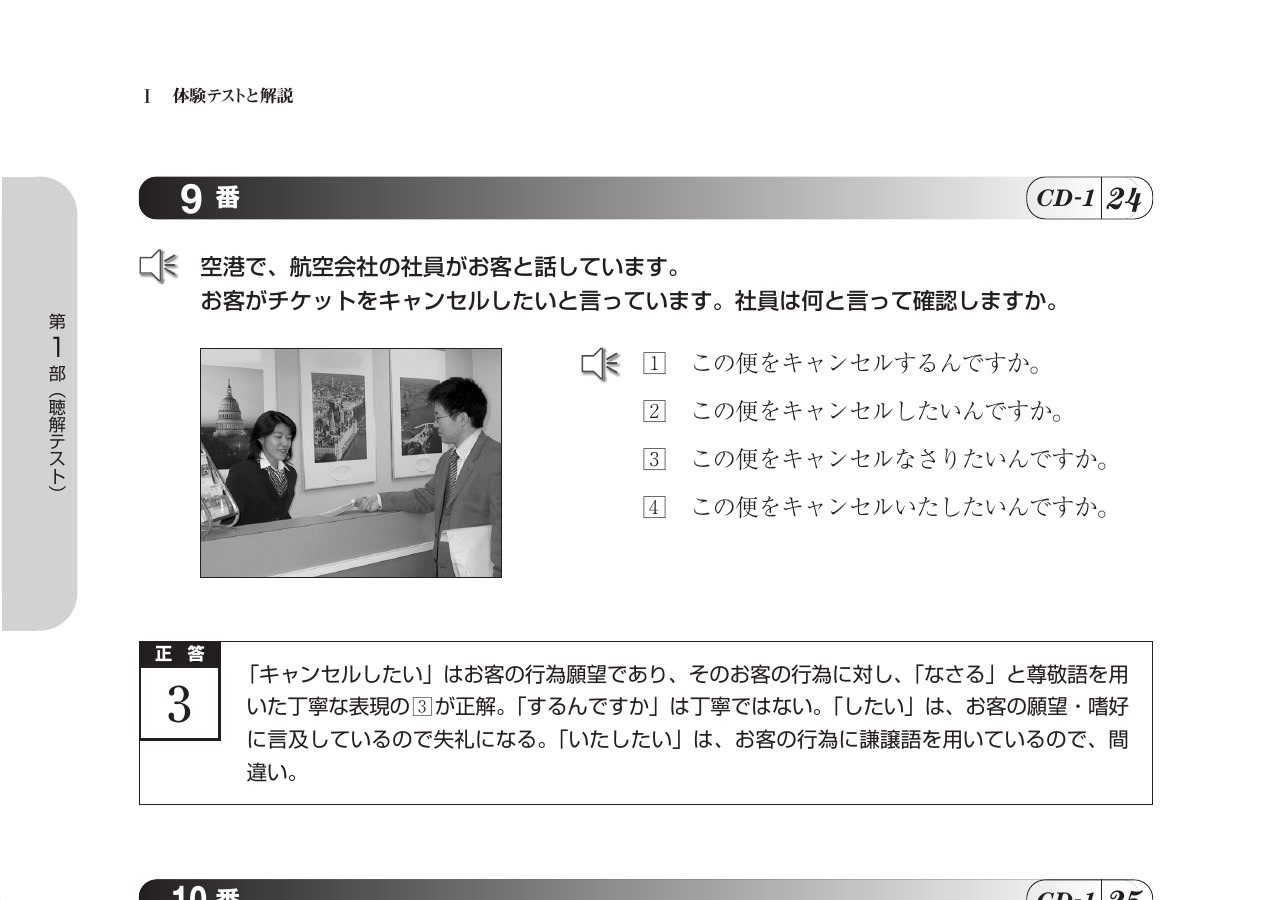 I 体験テストと解説
9 番
CD-1 24
空港で、航空会社の社員がお客と話しています。
お客がチケットをキャンセルしたいと言っています。社員は何と言って確認しますか。
1 この便をキャンセルするんですか。
2 この便をキャンセルしたいんですか。
3 この便をキャンセルなさりたいんですか。
4 この便をキャンセルいたしたいんですか。
第1部（聴解テスト）
正 答
3
「キャンセルしたい」はお客の行為願望であり、そのお客の行為に対し、「なさる」と尊敬語を用
いた丁寧な表現の3が正解。「するんですか」は丁寧ではない。「したい」は、お客の願望・嗜好
に言及しているので失礼になる。「いたしたい」は、お客の行為に謙譲語を用いているので、間
違い。
10 番
CD-1 25